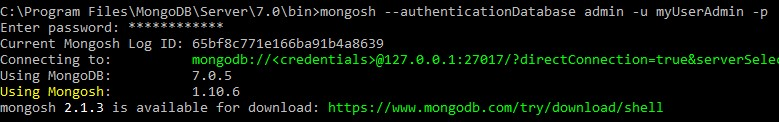 C:\Program Files\MongoDB\Server\7.0\bin>mongosh --authenticationDatabase admin -u myUserAdmin -p
Enter password: ************
Current Mongosh Log ID: 65bf8c771e166ba91b4a8639
Connecting to: mongodb://<credentials>@127.0.0.1:27017/?directConnection=true&serverSelec
Using MongoDB: 7.0.5
Using Mongosh: 1.10.6
mongosh 2.1.3 is available for download: https://www.mongodb.com/try/download/shell